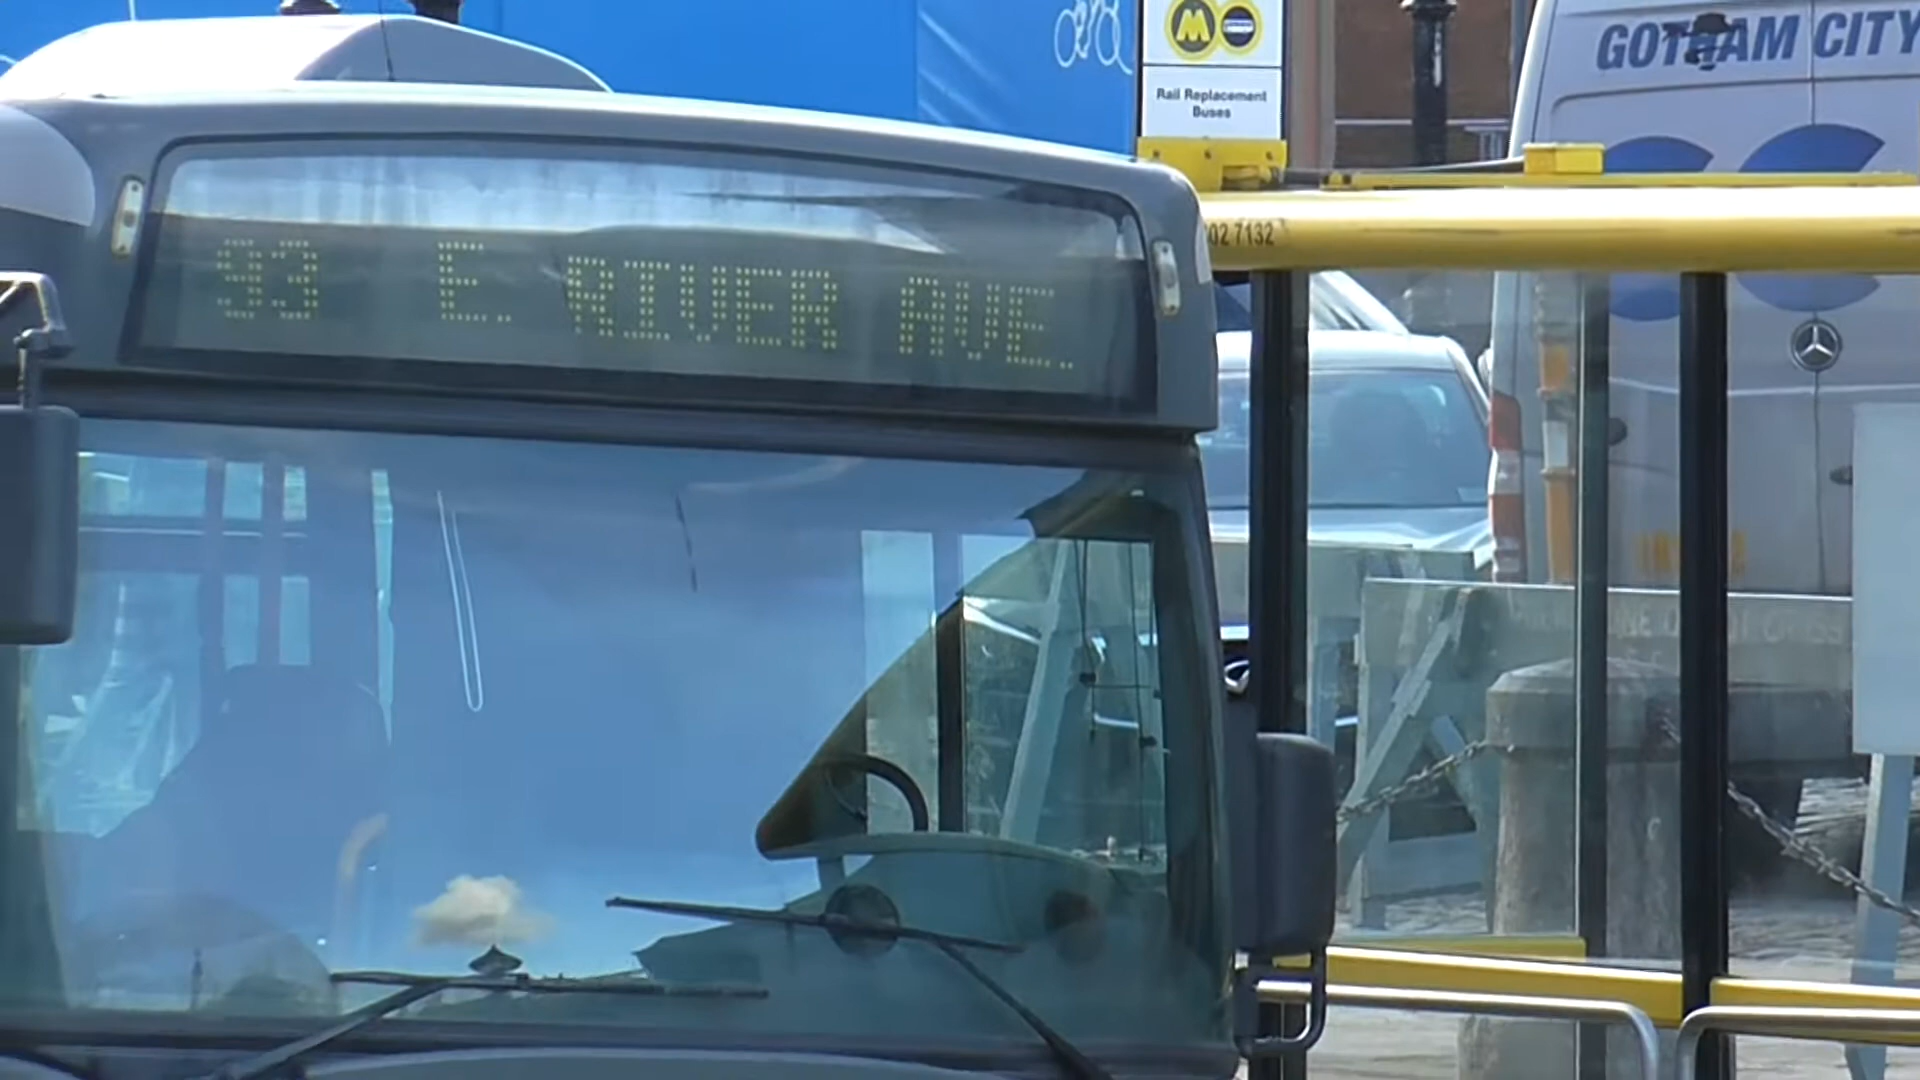 M
Rail Replacement
Buses
GOTHAM CITY
02 7132
93 E. RIVER AVE.